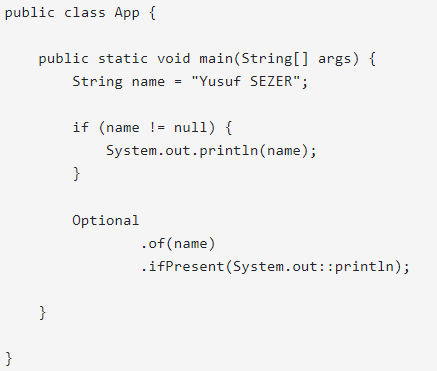 public class App {
public static void main(String[] args) {
String name = "Yusuf SEZER";
if (name != null) {
System.out.println(name);
}
Optional
.of(name)
.ifPresent(System.out::println);
}
}